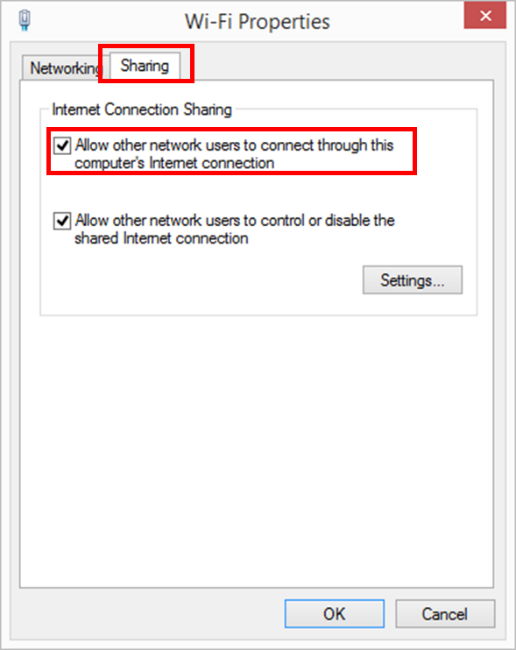 Wi-Fi Properties
Networking
Sharing
Internet Connection Sharing
Allow other network users to connect through this
computer's Internet connection
Allow other network users to control or disable the
shared Internet connection
Settings...
OK
Cancel